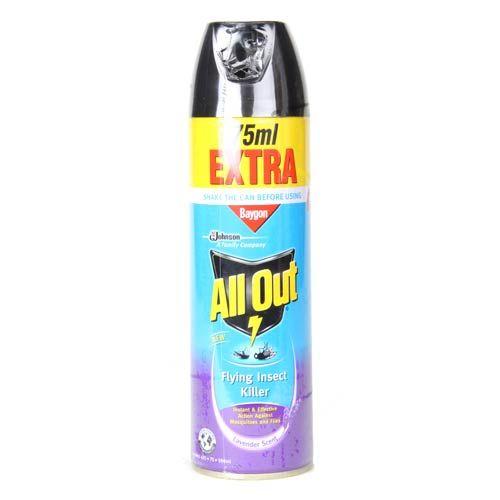 75ml
EXTRA
SHAKE THE CAN BEFORE USING
Baygon
Johnson
A Family Company
All Out
NEW
Flying Insect
Killer
Instant & Effective
Action Against
Mosquitoes and Flies
Lavender Scent